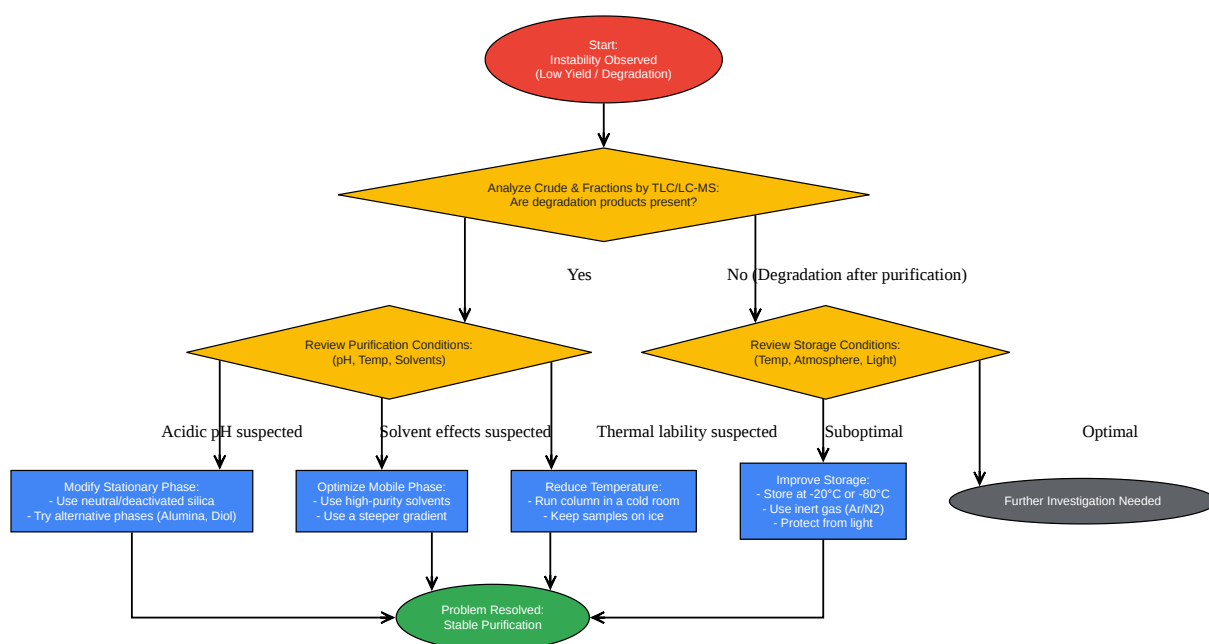 Start:
Instability Observed
(Low Yield / Degradation)
Analyze Crude & Fractions by TLC/LC-MS:
Are degradation products present?
Yes
No (Degradation after purification)
Review Purification Conditions:
(pH, Temp, Solvents)
Review Storage Conditions:
(Temp, Atmosphere, Light)
Acidic pH suspected
Solvent effects suspected
Thermal lability suspected
Suboptimal
Optimal
Modify Stationary Phase:
- Use neutral/deactivated silica
- Try alternative phases (Alumina, Diol)
Optimize Mobile Phase:
- Use high-purity solvents
- Use a steeper gradient
Reduce Temperature:
- Run column in a cold room
- Keep samples on ice
Improve Storage:
- Store at -20°C or -80°C
- Use inert gas (Ar/N2)
- Protect from light
Further Investigation Needed
Problem Resolved:
Stable Purification